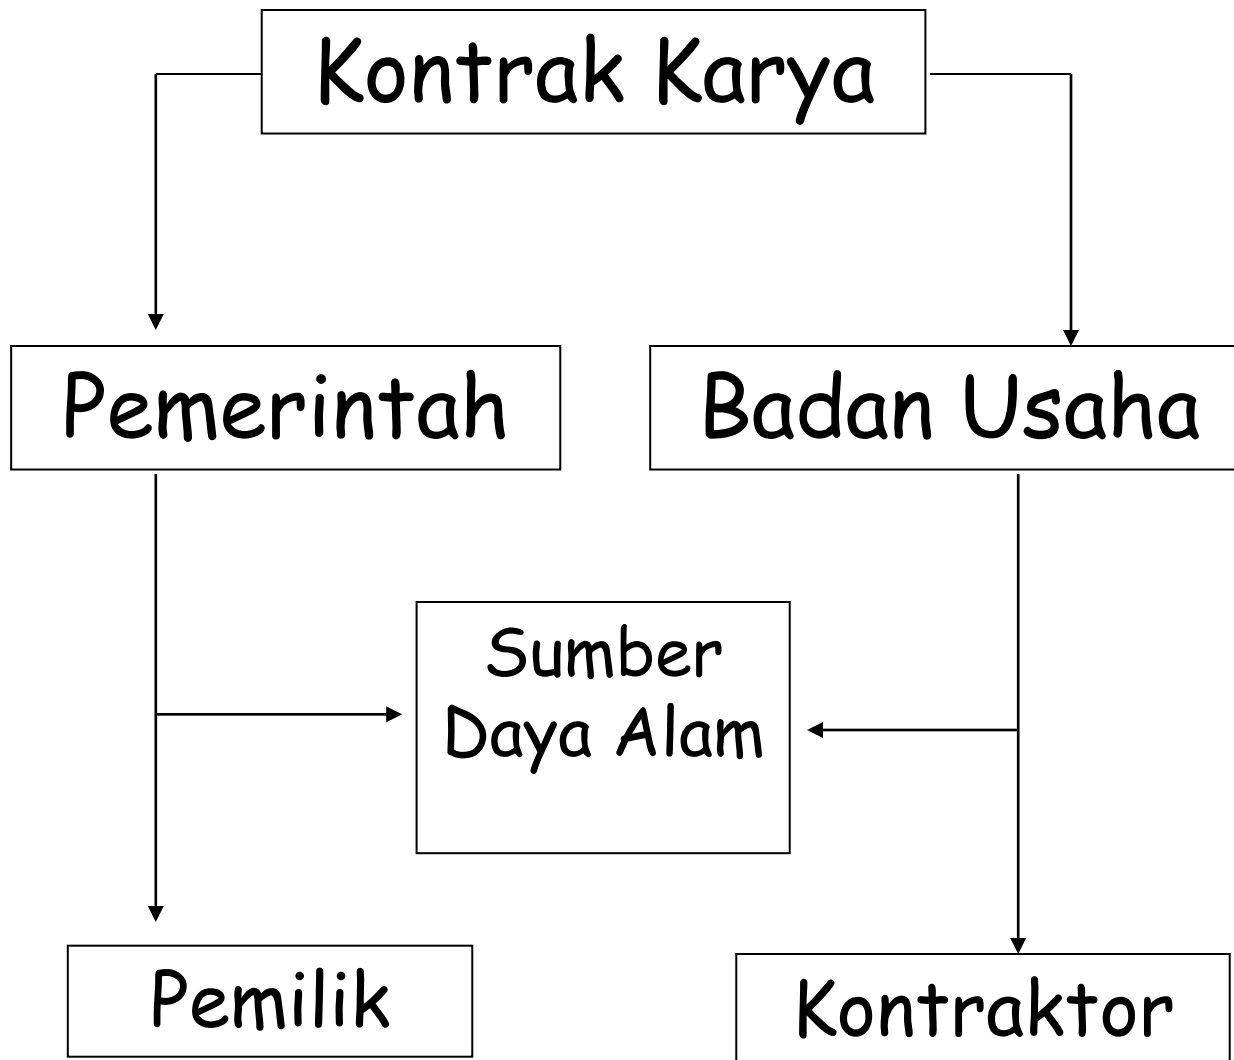 Kontrak Karya
Pemerintah
Badan Usaha
Sumber
Daya Alam
Pemilik
Kontraktor